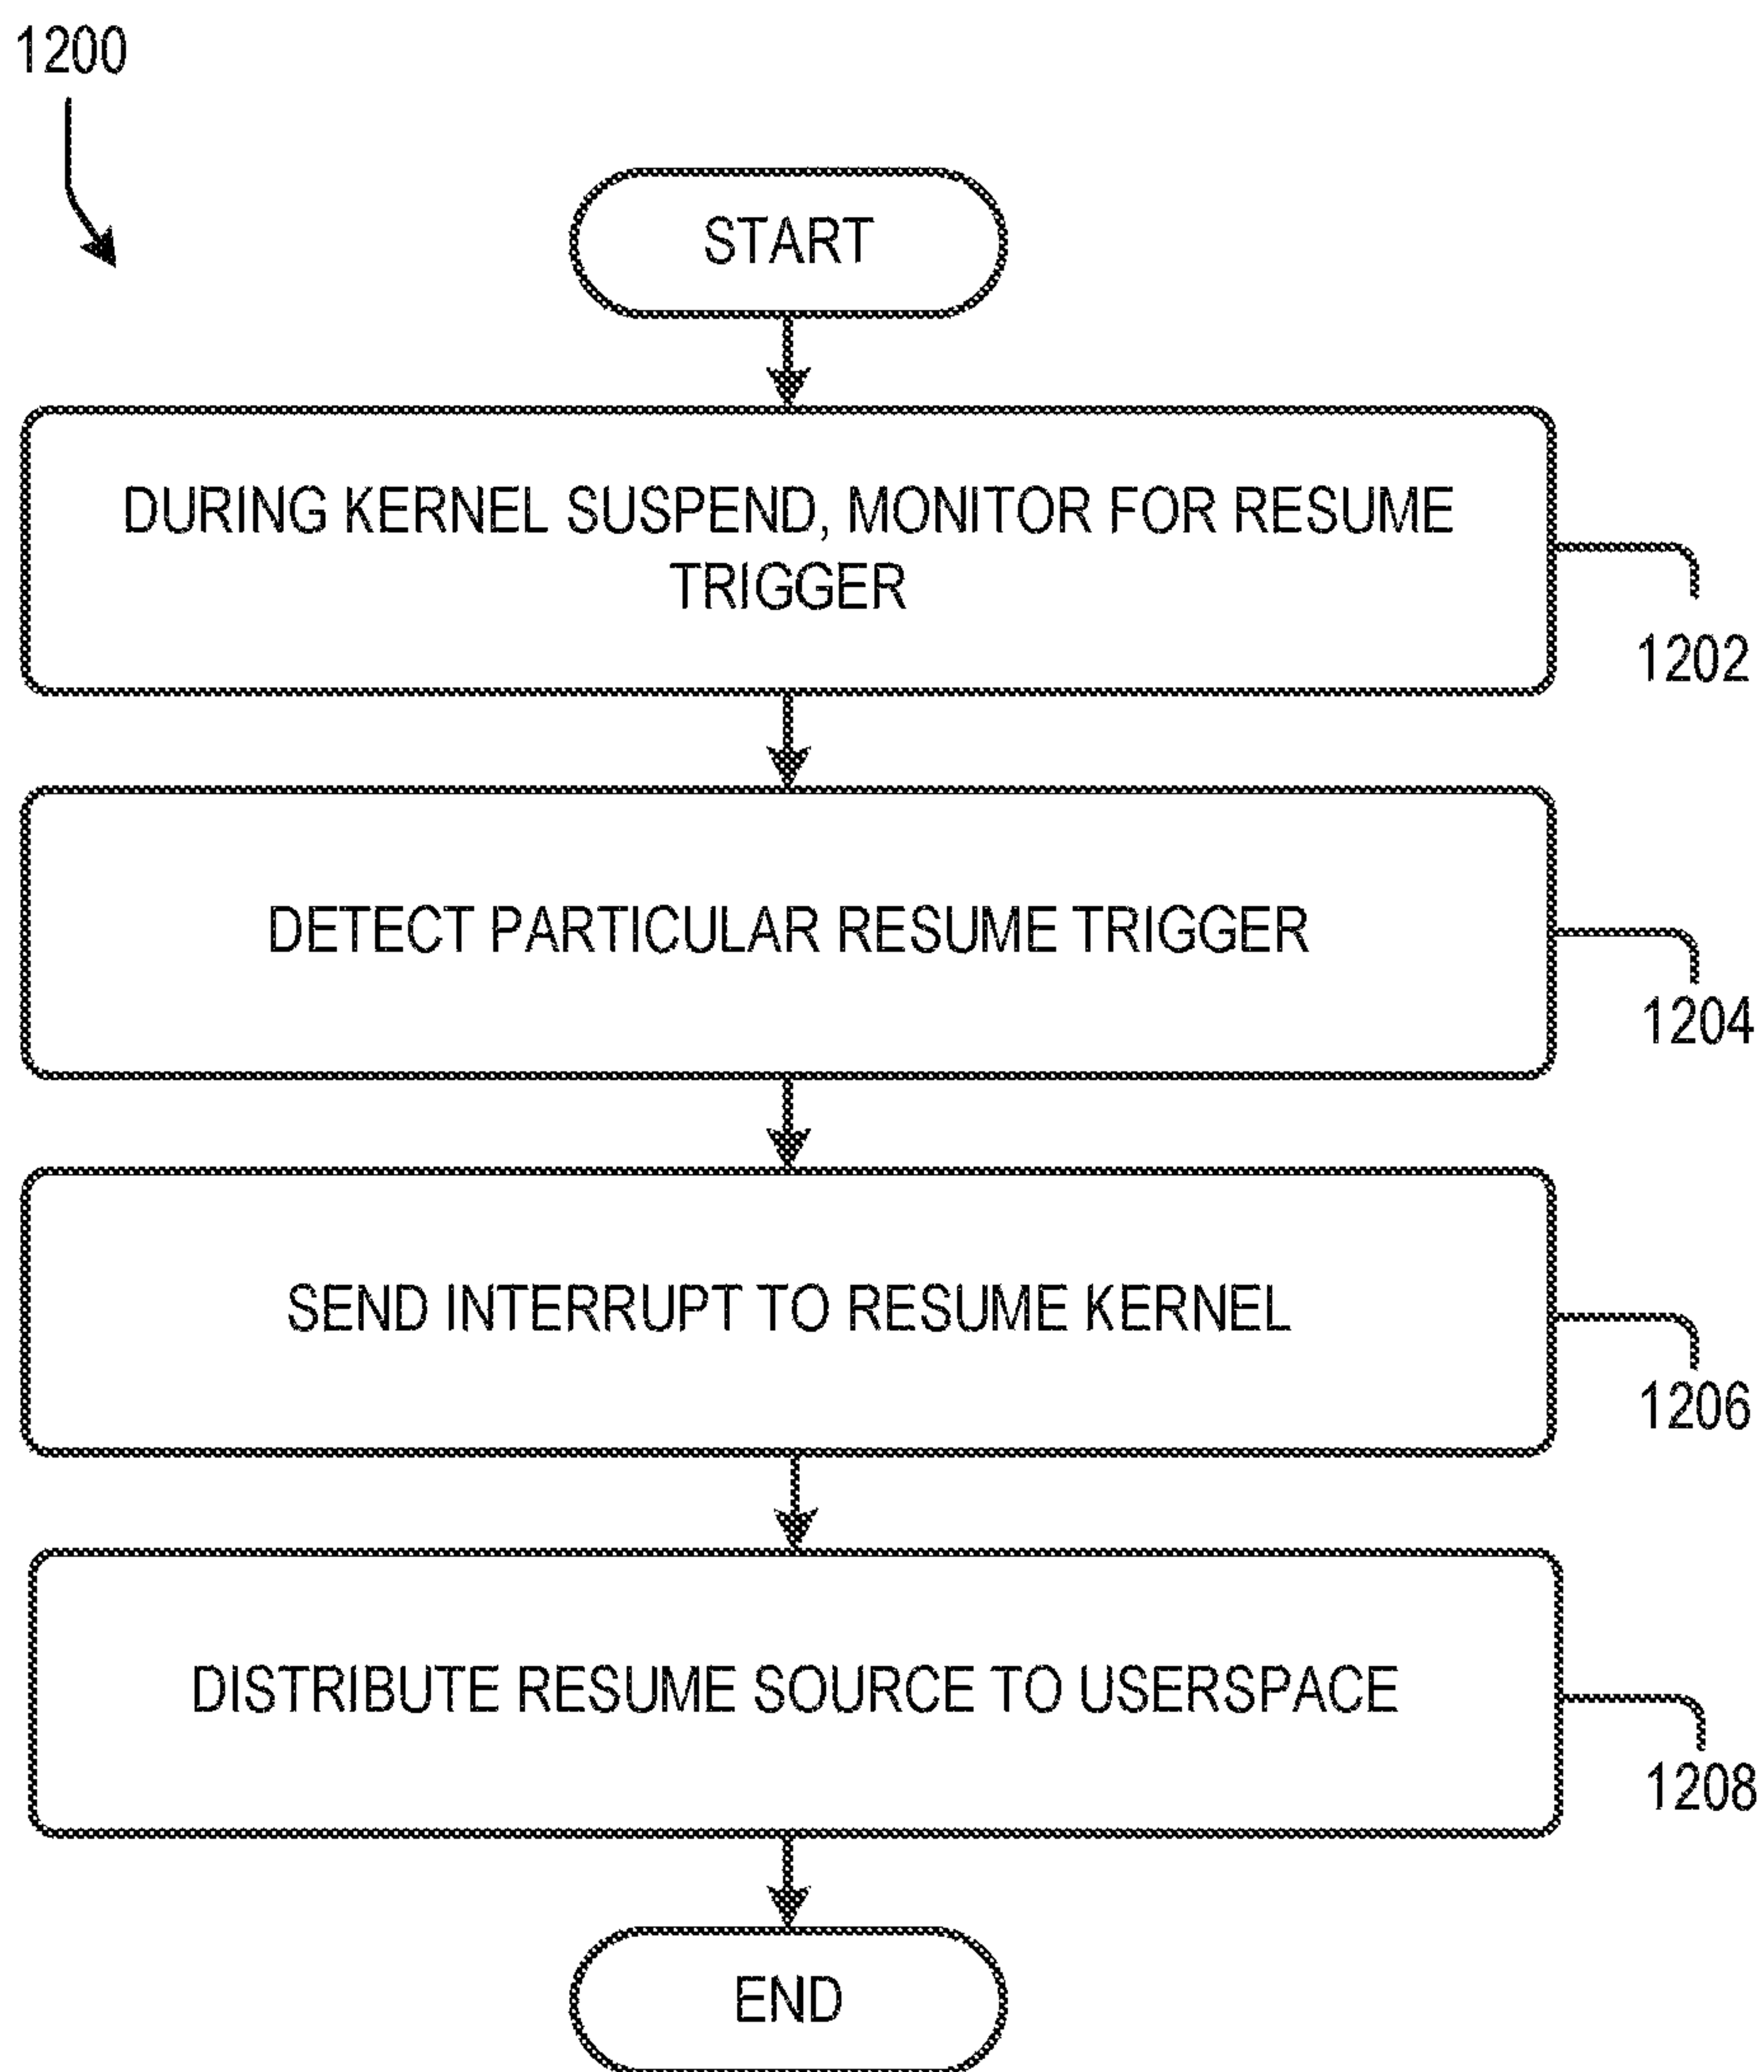 1200
START
DURING KERNEL SUSPEND, MONITOR FOR RESUME
TRIGGER
1202
DETECT PARTICULAR RESUME TRIGGER
1204
SEND INTERRUPT TO RESUME KERNEL
1206
DISTRIBUTE RESUME SOURCE TO USERSPACE
1208
END